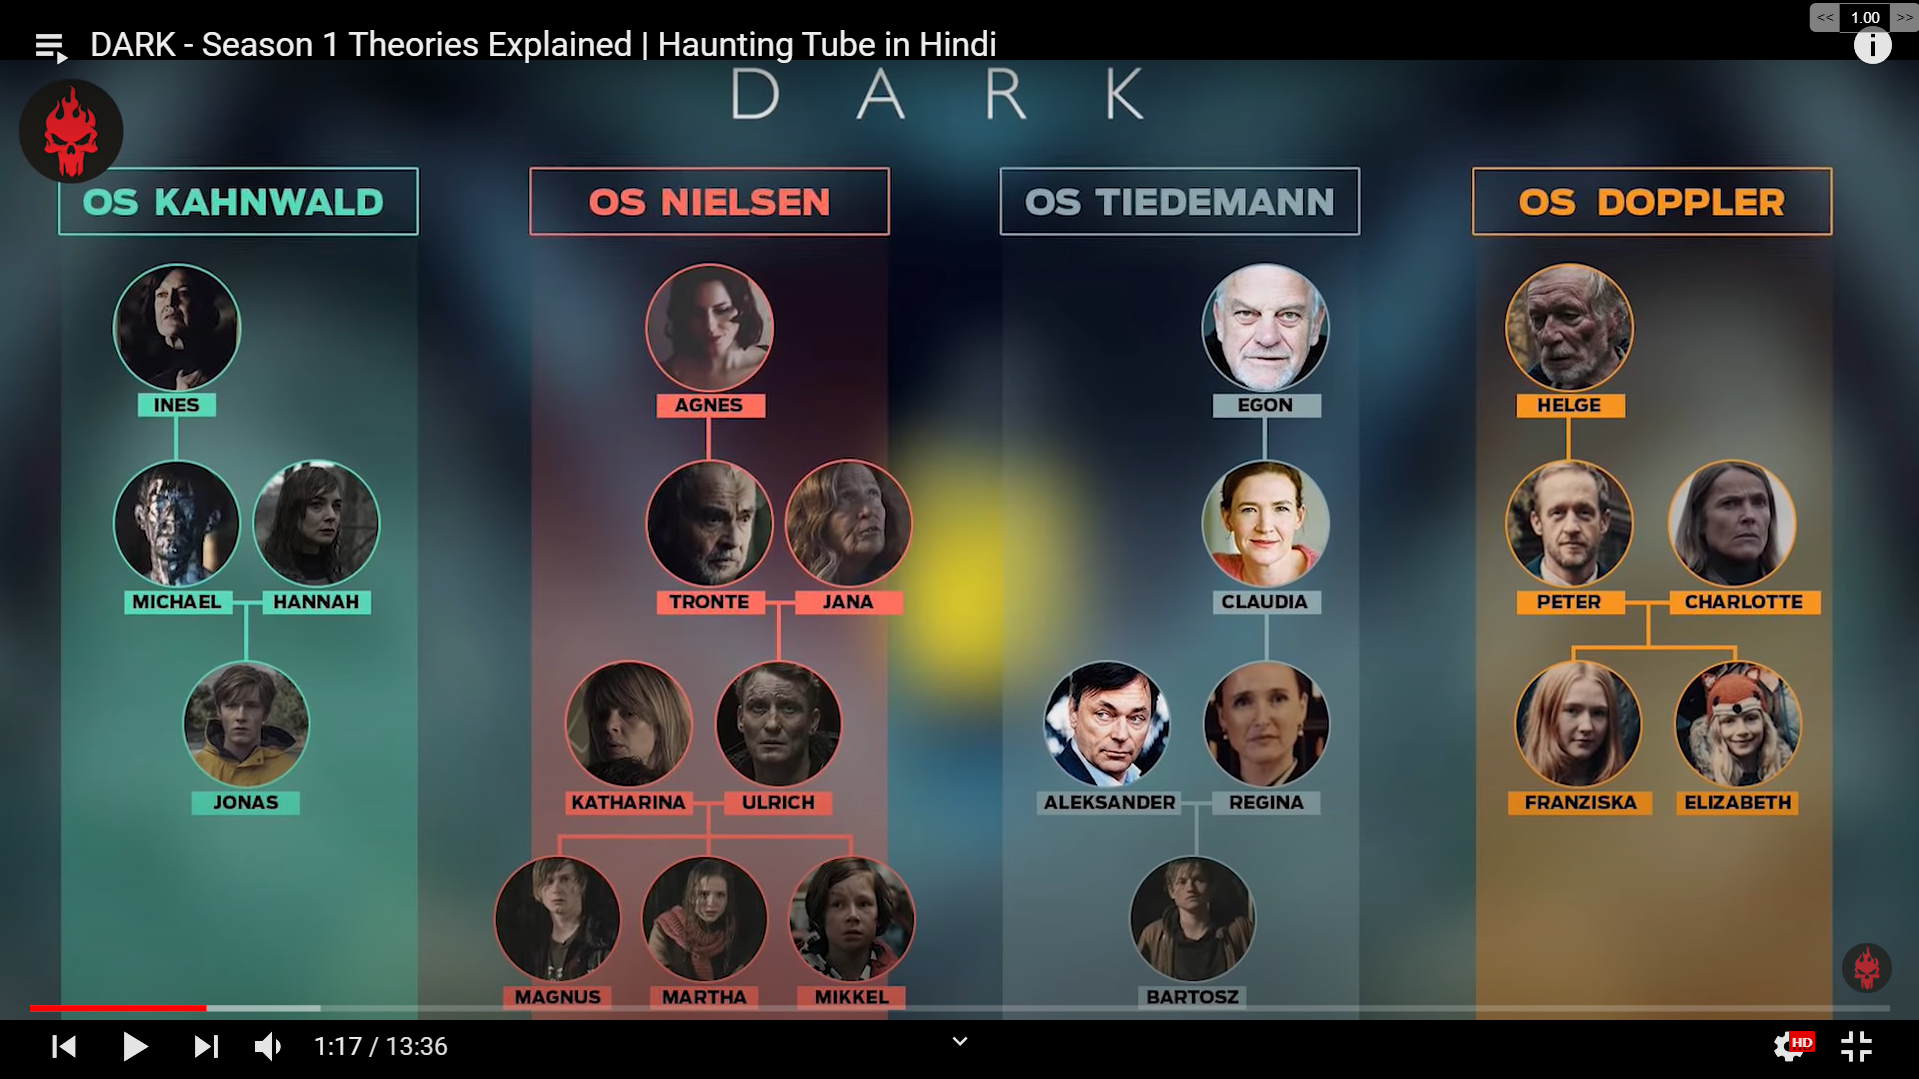 << 1.00 >>
DARK - Season 1 Theories Explained | Haunting Tube in Hindi
i
D A R K
OS KAHNWALD
OS NIELSEN
OS TIEDEMANN
OS DOPPLER
INES
AGNES
EGON
HELGE
MICHAEL
HANNAH
TRONTE
JANA
CLAUDIA
PETER
CHARLOTTE
JONAS
KATHARINA
ULRICH
ALEKSANDER
REGINA
FRANZISKA
ELIZABETH
MAGNUS
MARTHA
MIKKEL
BARTOSZ
1:17 / 13:36
HD